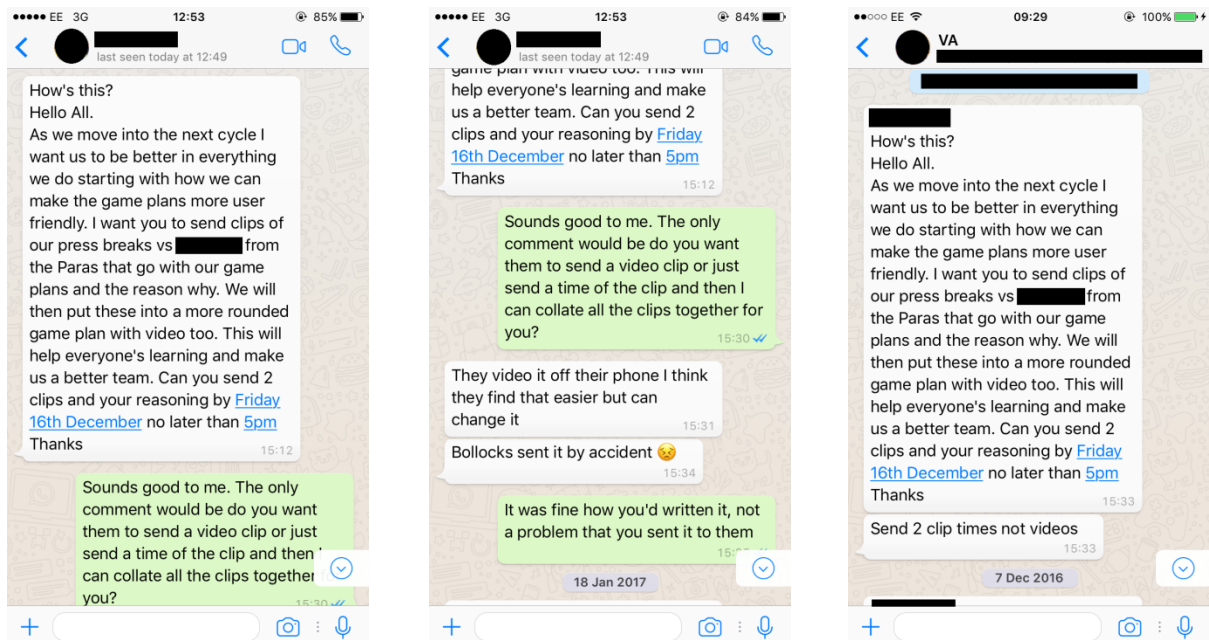 EE 3G 12:53 85%
last seen today at 12:49
How's this?
Hello All.
As we move into the next cycle I
want us to be better in everything
we do starting with how we can
make the game plans more user
friendly. I want you to send clips of
our press breaks vs from
the Paras that go with our game
plans and the reason why. We will
then put these into a more rounded
game plan with video too. This will
help everyone's learning and make
us a better team. Can you send 2
clips and your reasoning by Friday
16th December no later than 5pm
Thanks
15:12
Sounds good to me. The only
comment would be do you want
them to send a video clip or just
send a time of the clip and then
can collate all the clips together
you?
15:30
EE 3G 12:53 84%
last seen today at 12:49
game plan with video too. This will
help everyone's learning and make
us a better team. Can you send 2
clips and your reasoning by Friday
16th December no later than 5pm
Thanks
15:12
Sounds good to me. The only
comment would be do you want
them to send a video clip or just
send a time of the clip and then I
can collate all the clips together for
you?
15:30
They video it off their phone I think
they find that easier but can
change it
15:31
Bollocks sent it by accident 😣
15:34
It was fine how you'd written it, not
a problem that you sent it to them
18 Jan 2017
EE 09:29 100%
VA
How's this?
Hello All.
As we move into the next cycle I
want us to be better in everything
we do starting with how we can
make the game plans more user
friendly. I want you to send clips of
our press breaks vs from
the Paras that go with our game
plans and the reason why. We will
then put these into a more rounded
game plan with video too. This will
help everyone's learning and make
us a better team. Can you send 2
clips and your reasoning by Friday
16th December no later than 5pm
Thanks
15:33
Send 2 clip times not videos
15:33
7 Dec 2016